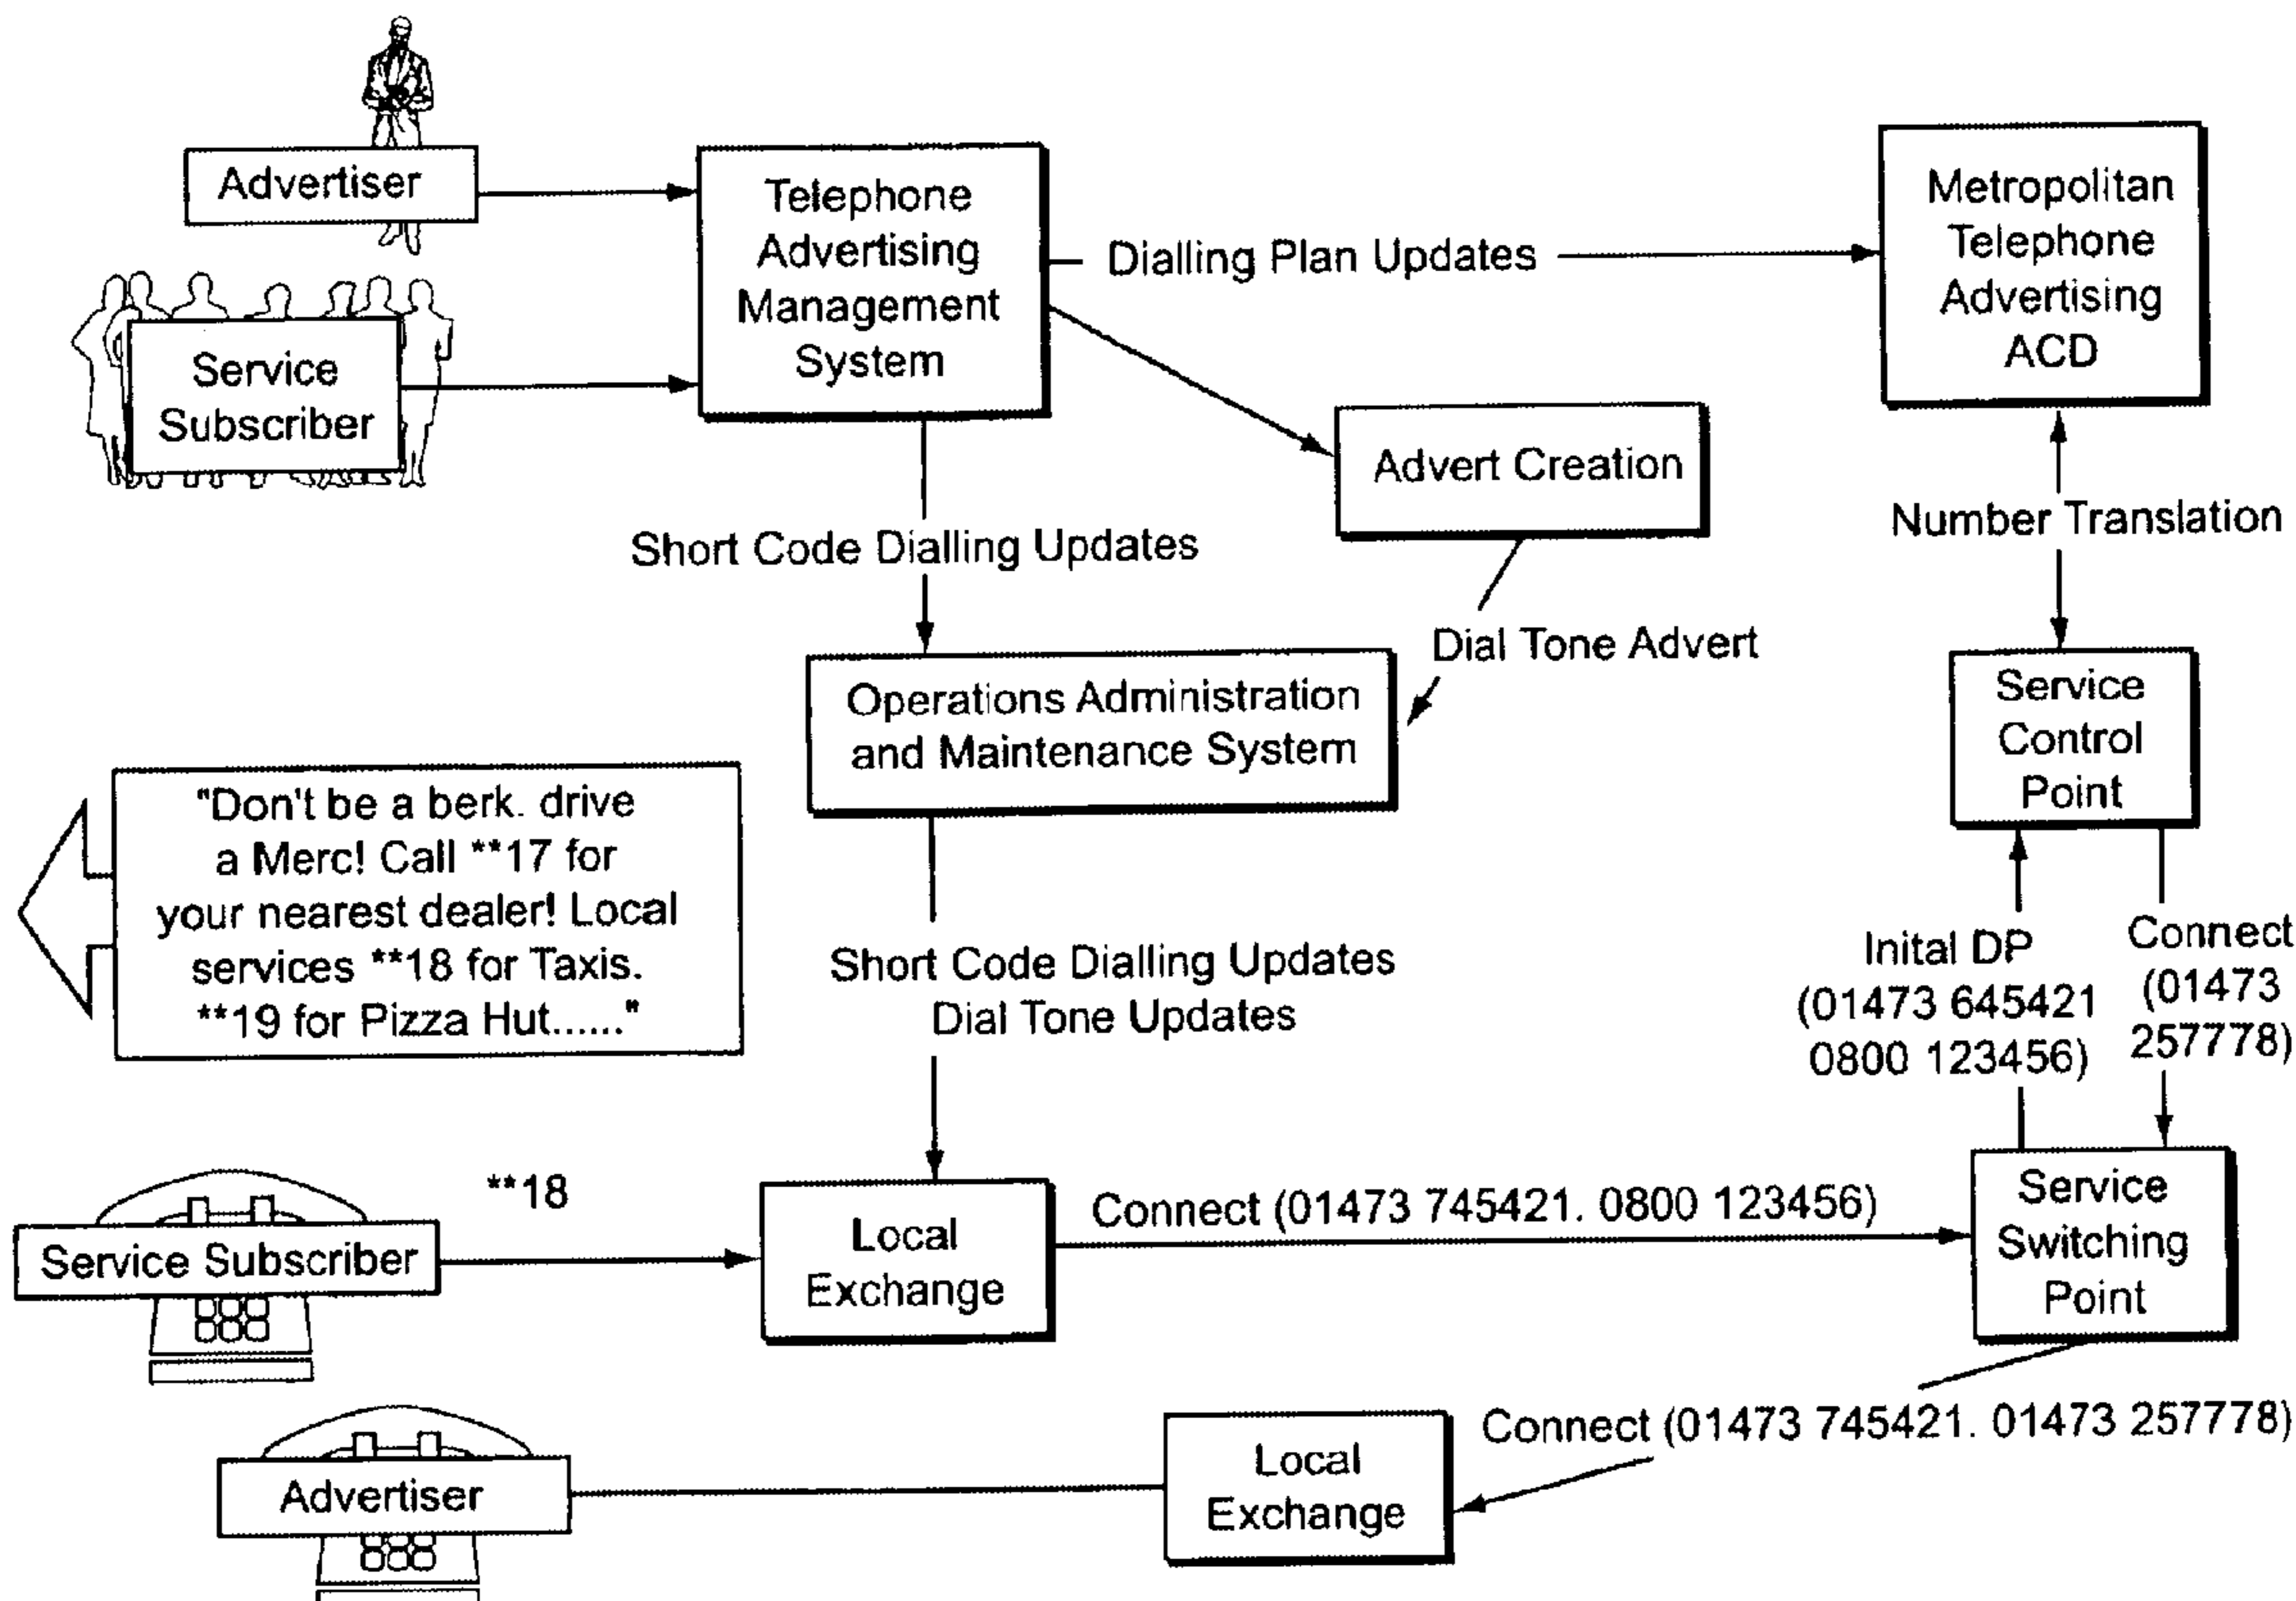 Advertiser
Service
Subscriber
Telephone
Advertising
Management
System
Dialling Plan Updates
Metropolitan
Telephone
Advertising
ACD
Advert Creation
Short Code Dialling Updates
Number Translation
Dial Tone Advert
Operations Administration
and Maintenance System
Service
Control
Point
"Don't be a berk. drive
a Merc! Call **17 for
your nearest dealer! Local
services **18 for Taxis.
**19 for Pizza Hut......"
Short Code Dialling Updates
Dial Tone Updates
Inital DP
(01473 645421
0800 123456)
Connect
(01473
257778)
**18
Service Subscriber
Local
Exchange
Connect (01473 745421. 0800 123456)
Service
Switching
Point
Connect (01473 745421. 01473 257778)
Local
Exchange
Advertiser